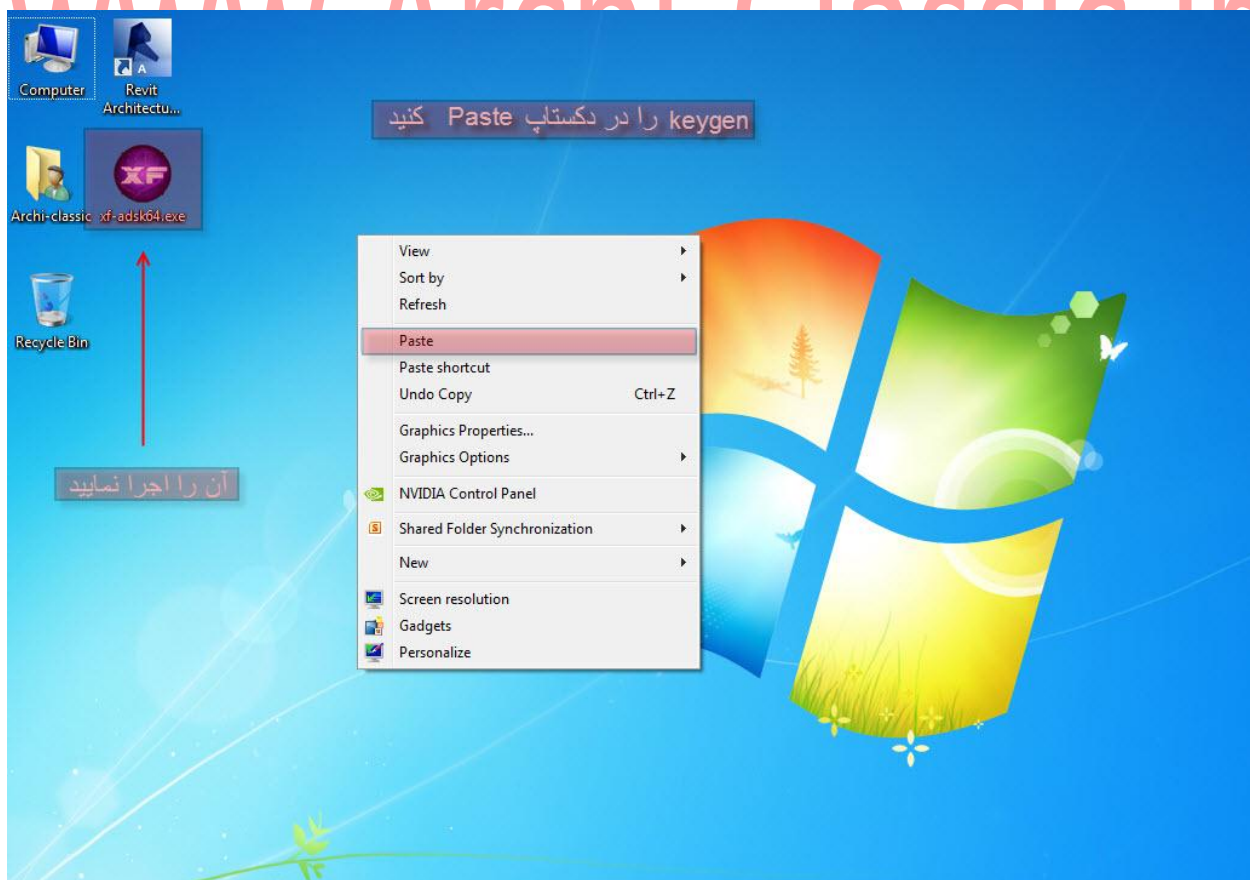 Computer
Revit
Architectu...
keygen را در دکستاپ Paste کنید
Archi-classic
xf-adsk64.exe
XF
View
Sort by
Refresh
Recycle Bin
Paste
Paste shortcut
Undo Copy Ctrl+Z
Graphics Properties...
Graphics Options
آن را اجرا نمایید
NVIDIA Control Panel
Shared Folder Synchronization
New
Screen resolution
Gadgets
Personalize